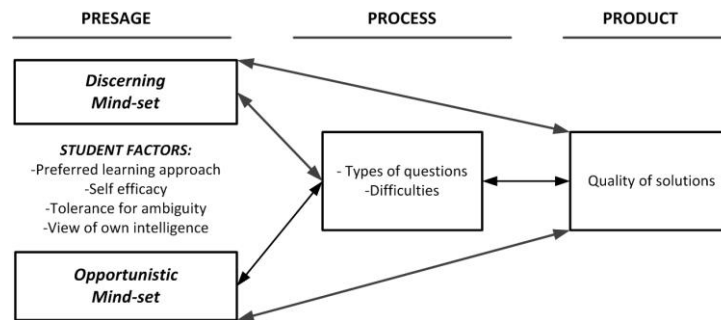 PRESAGE
PROCESS
PRODUCT
Discerning
Mind-set
STUDENT FACTORS:
-Preferred learning approach
-Self efficacy
-Tolerance for ambiguity
-View of own intelligence
Opportunistic
Mind-set
- Types of questions
-Difficulties
Quality of solutions